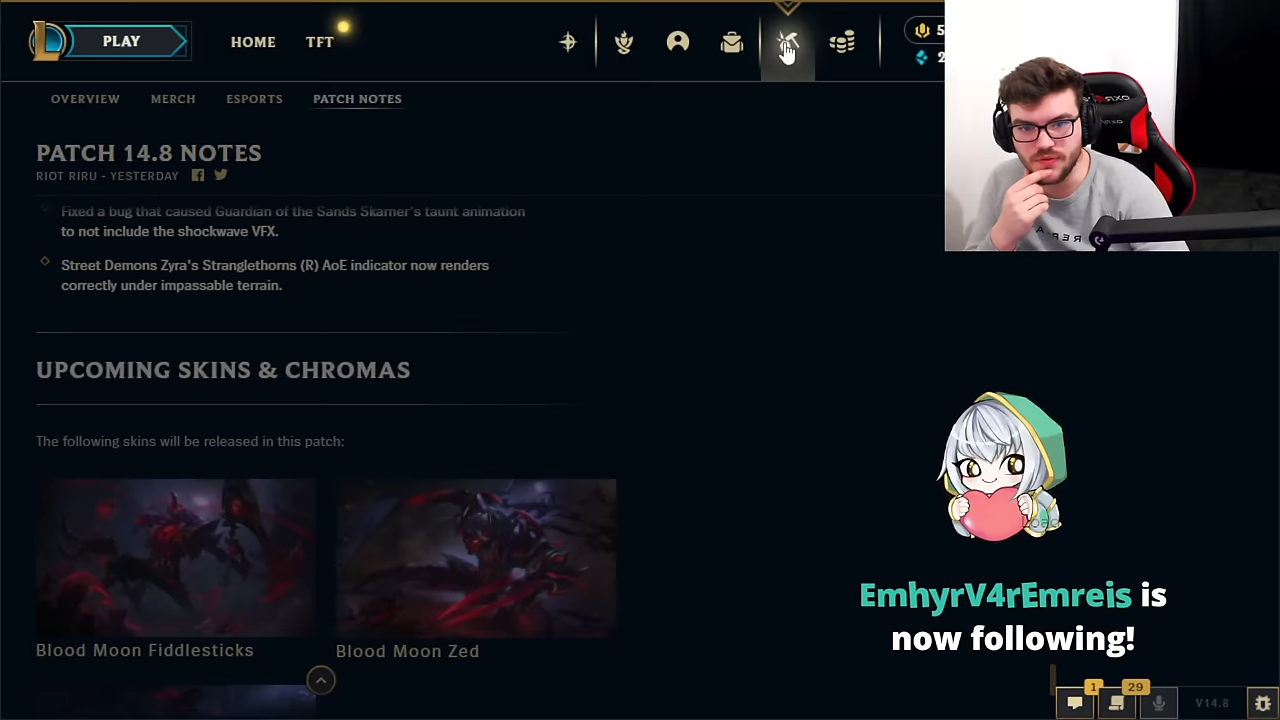 PLAY
HOME
TFT
OVERVIEW
MERCH
ESPORTS
PATCH NOTES
PATCH 14.8 NOTES
RIOT RIRU - YESTERDAY
Fixed a bug that caused Guardian of the Sands Skarner's taunt animation
to not include the shockwave VFX.
Street Demons Zyra's Stranglethorns (R) AoE indicator now renders
correctly under impassable terrain.
UPCOMING SKINS & CHROMAS
The following skins will be released in this patch:
Blood Moon Fiddlesticks
Blood Moon Zed
EmhyrV4rEmreis is
now following!
1
29
V14.8